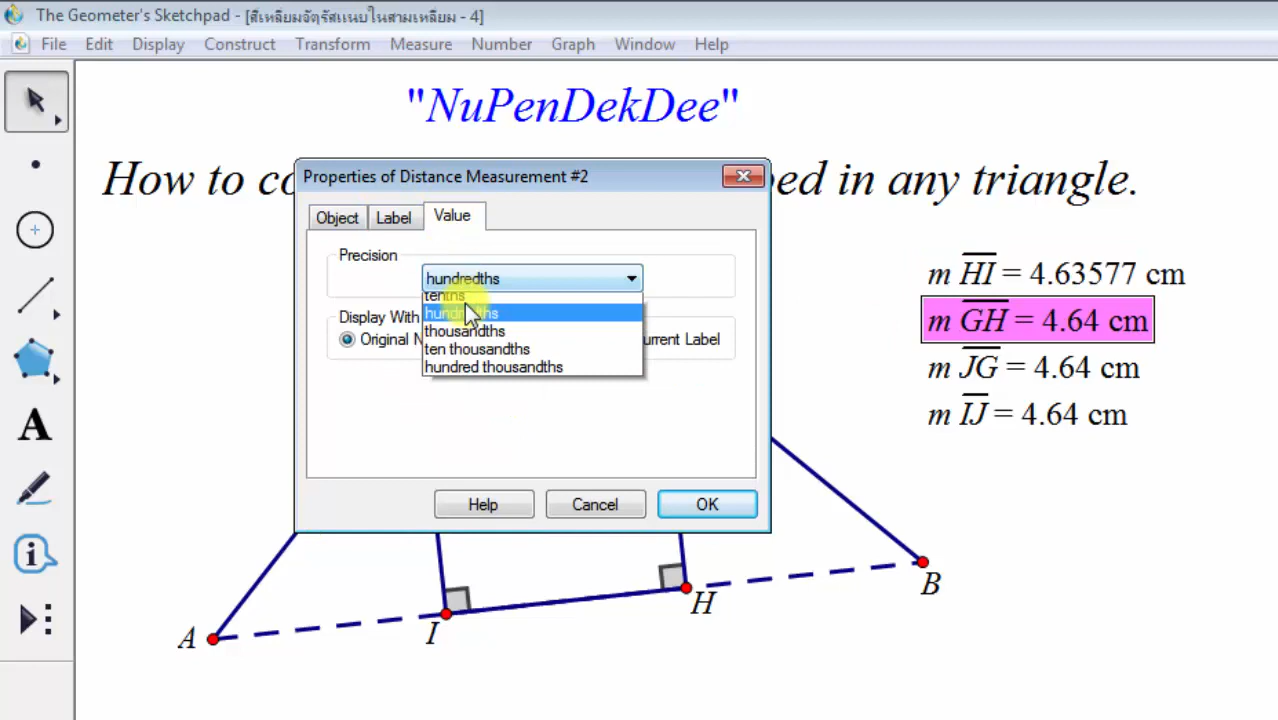 The Geometer's Sketchpad - [สี่เหลี่ยมจัตุรัสแนบในสามเหลี่ยม - 4]
File Edit Display Construct Transform Measure Number Graph Window Help
"NuPenDekDee"
How to co ed in any triangle.
Properties of Distance Measurement #2
Object Label Value
Precision
hundredths
tenths
hundredths
thousandths
ten thousandths
hundred thousandths
Display With
Original N urrent Label
Help Cancel OK
m HI = 4.63577 cm
m GH = 4.64 cm
m JG = 4.64 cm
m IJ = 4.64 cm
A
I
H
B
A